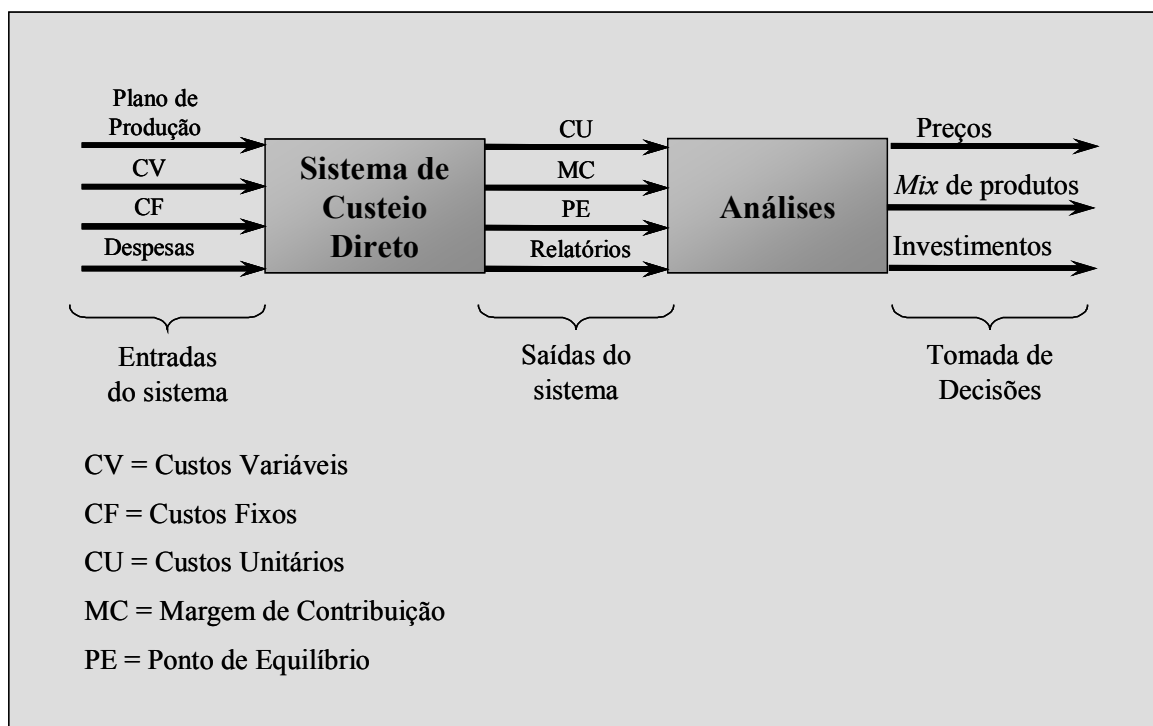 Plano de
Produção
CV
CF
Despesas
Sistema de
Custeio
Direto
CU
MC
PE
Relatórios
Análises
Preços
Mix de produtos
Investimentos
Entradas
do sistema
Saídas do
sistema
Tomada de
Decisões
CV = Custos Variáveis
CF = Custos Fixos
CU = Custos Unitários
MC = Margem de Contribuição
PE = Ponto de Equilíbrio